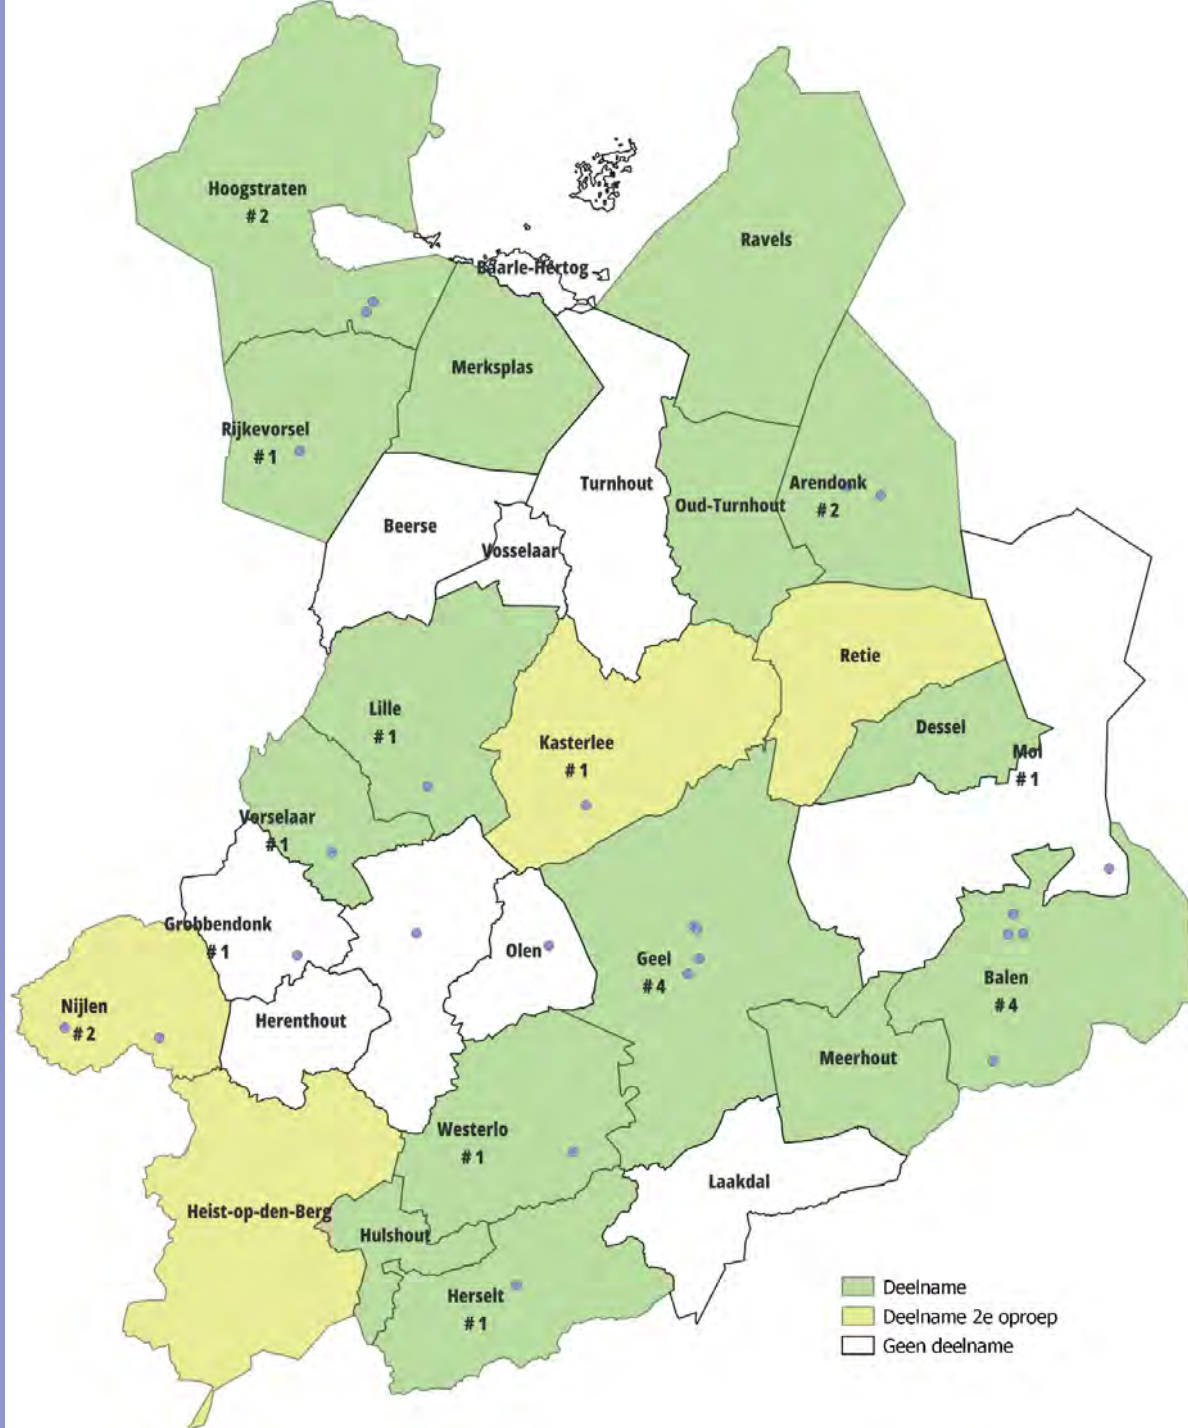 Hoogstraten
# 2
Ravels
Baarle-Hertog
Merksplas
Rijkevorsel
# 1
Turnhout
Arendonk
# 2
Oud-Turnhout
Beerse
Vosselaar
Retie
Lille
# 1
Dessel
Kasterlee
# 1
Mol
# 1
Vorselaar
# 1
Grobbendonk
# 1
Olen
Geel
# 4
Balen
# 4
Nijlen
# 2
Herenthout
Meerhout
Westerlo
# 1
Laakdal
Heist-op-den-Berg
Hulshout
Herselt
# 1
Deelname
Deelname 2e oproep
Geen deelname